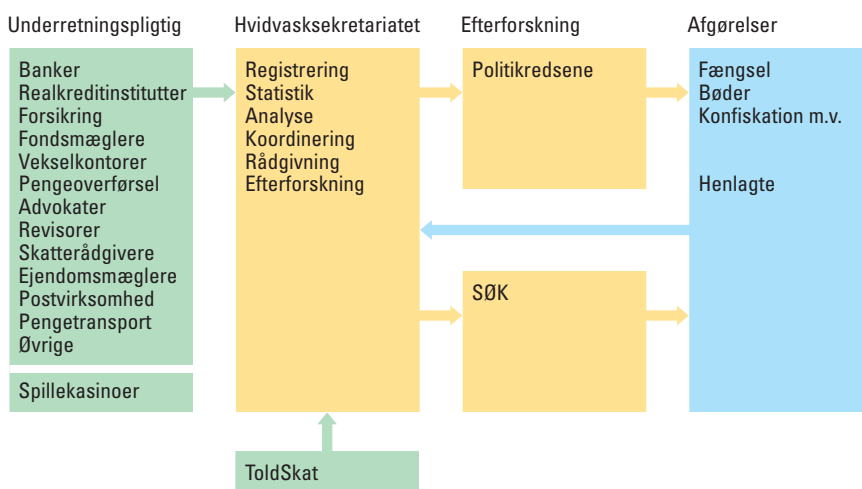 Underretningspligtig
Banker
Realkreditinstitutter
Forsikring
Fondsmæglere
Vekselkontorer
Pengeoverførsel
Advokater
Revisorer
Skatterådgivere
Ejendomsmæglere
Postvirksomhed
Pengetransport
Øvrige
Spillekasinoer
Hvidvasksekretariatet
Registrering
Statistik
Analyse
Koordinering
Rådgivning
Efterforskning
ToldSkat
Efterforskning
Politikredsene
SØK
Afgørelser
Fængsel
Bøder
Konfiskation m.v.
Henlagte